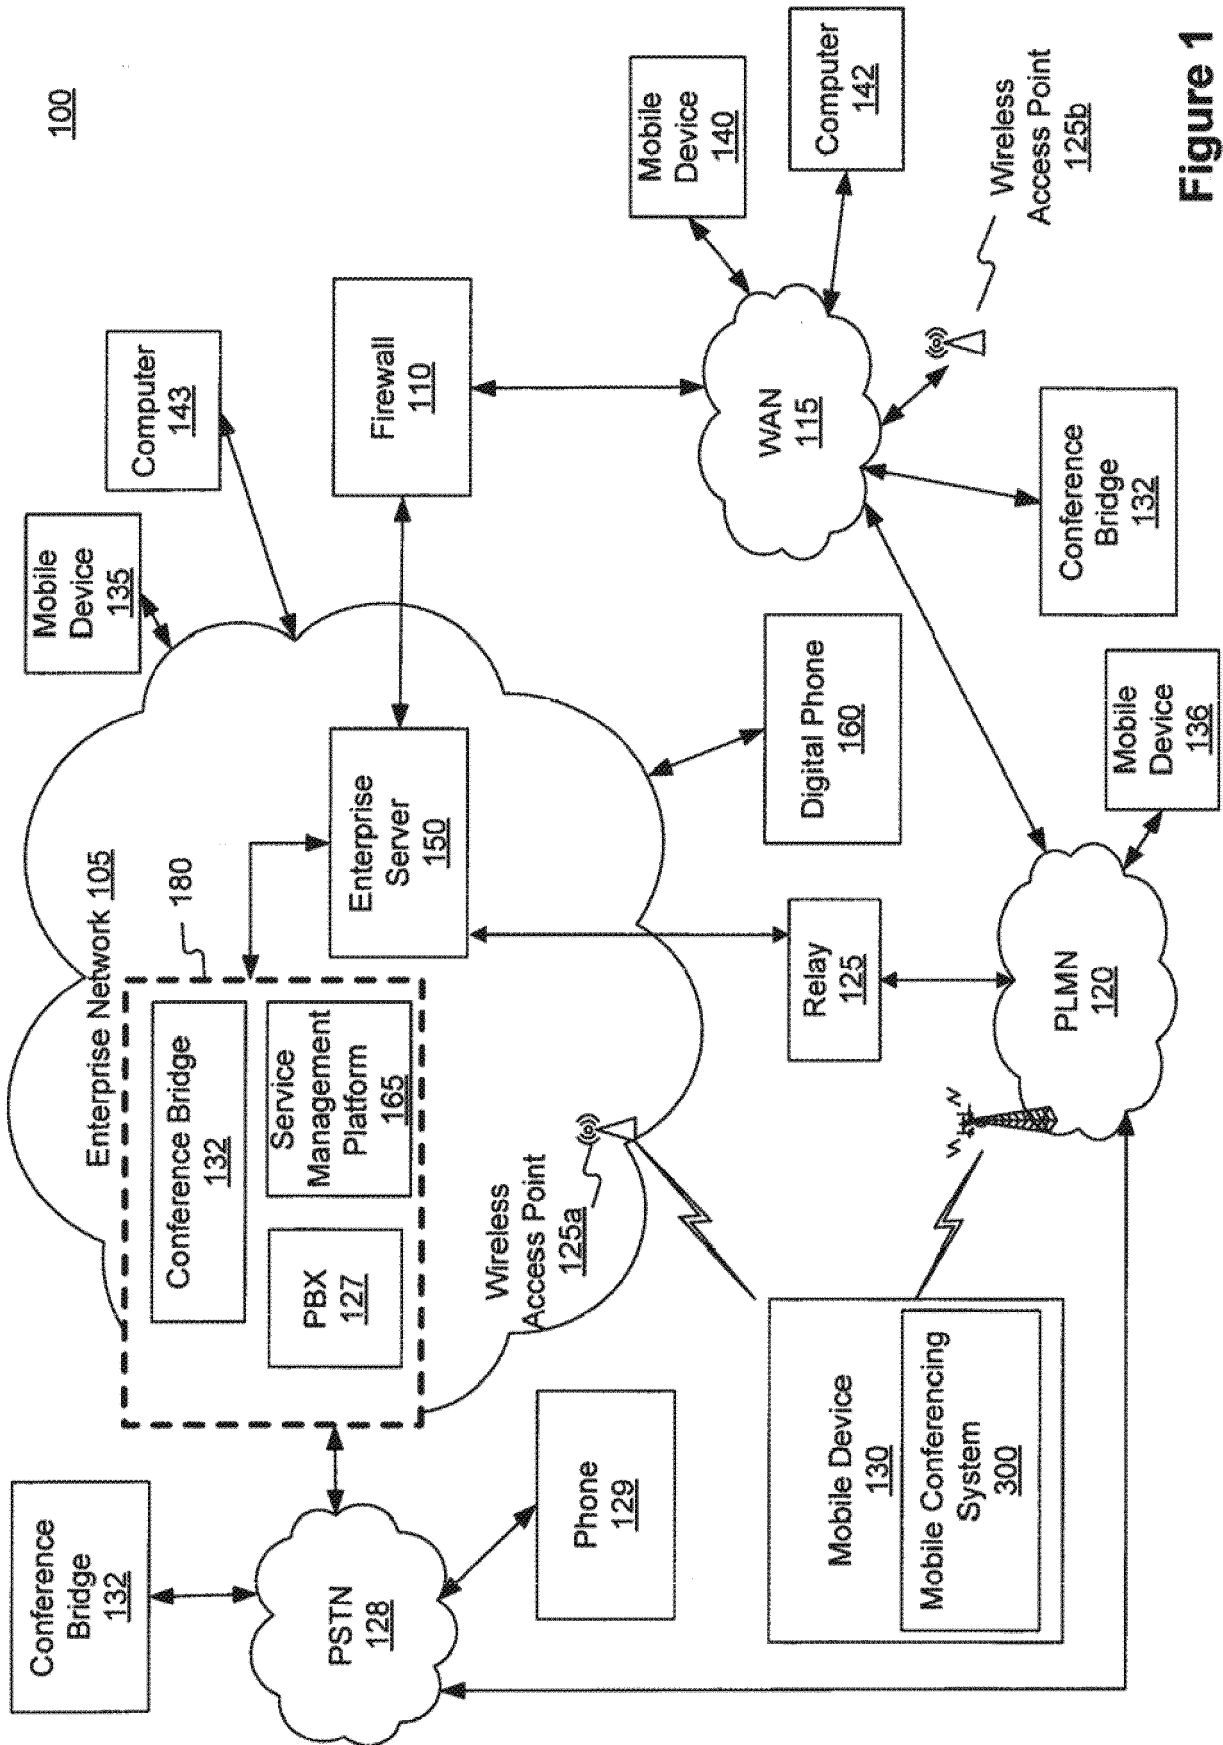 100
Conference
Bridge
132
PSTN
128
Phone
129
Enterprise Network 105
180
Conference Bridge
132
PBX
127
Service
Management
Platform
165
Enterprise
Server
150
Wireless
Access Point
125a
Mobile
Device
135
Computer
143
Firewall
110
Mobile Device
130
Mobile Conferencing
System
300
Relay
125
Digital Phone
160
PLMN
120
Mobile
Device
136
WAN
115
Mobile
Device
140
Computer
142
Wireless
Access Point
125b
Conference
Bridge
132
Figure 1